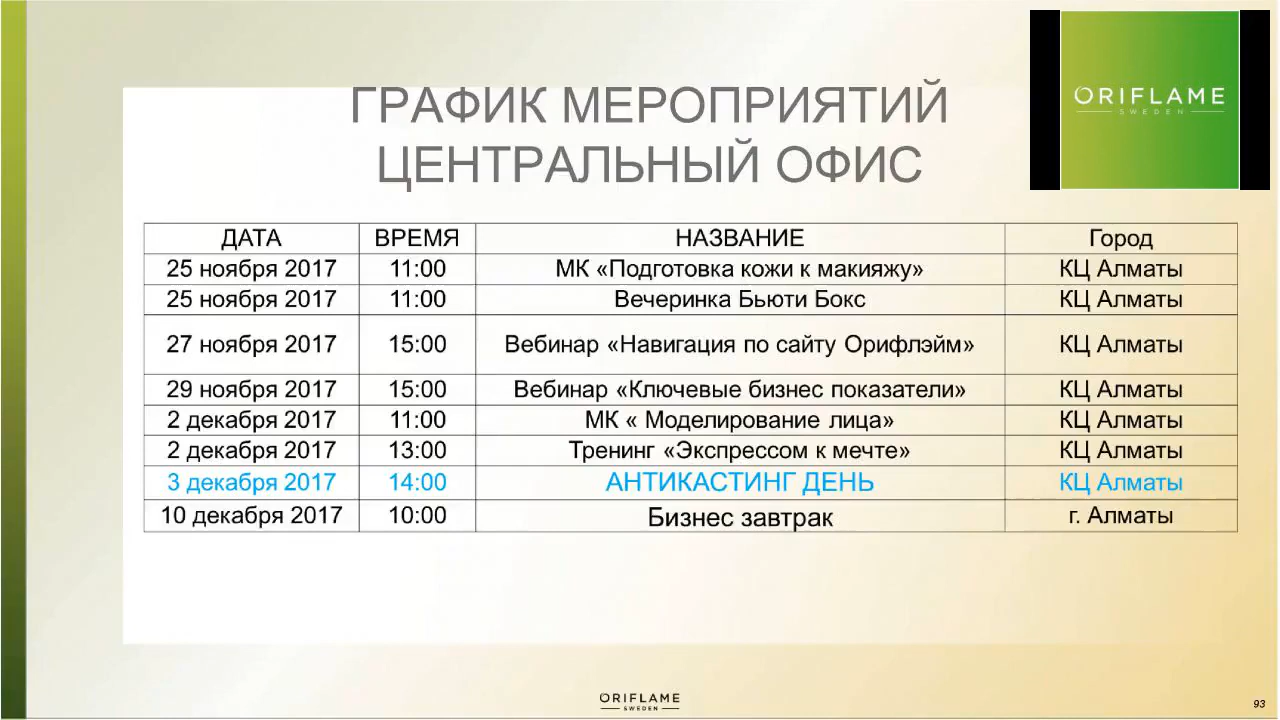 ORIFLAME
SWEDEN
ГРАФИК МЕРОПРИЯТИЙ
ЦЕНТРАЛЬНЫЙ ОФИС
ДАТА ВРЕМЯ НАЗВАНИЕ Город
25 ноября 2017 11:00 МК «Подготовка кожи к макияжу» КЦ Алматы
25 ноября 2017 11:00 Вечеринка Бьюти Бокс КЦ Алматы
27 ноября 2017 15:00 Вебинар «Навигация по сайту Орифлэйм» КЦ Алматы
29 ноября 2017 15:00 Вебинар «Ключевые бизнес показатели» КЦ Алматы
2 декабря 2017 11:00 МК « Моделирование лица» КЦ Алматы
2 декабря 2017 13:00 Тренинг «Экспрессом к мечте» КЦ Алматы
3 декабря 2017 14:00 АНТИКАСТИНГ ДЕНЬ КЦ Алматы
10 декабря 2017 10:00 Бизнес завтрак г. Алматы
ORIFLAME
SWEDEN
93